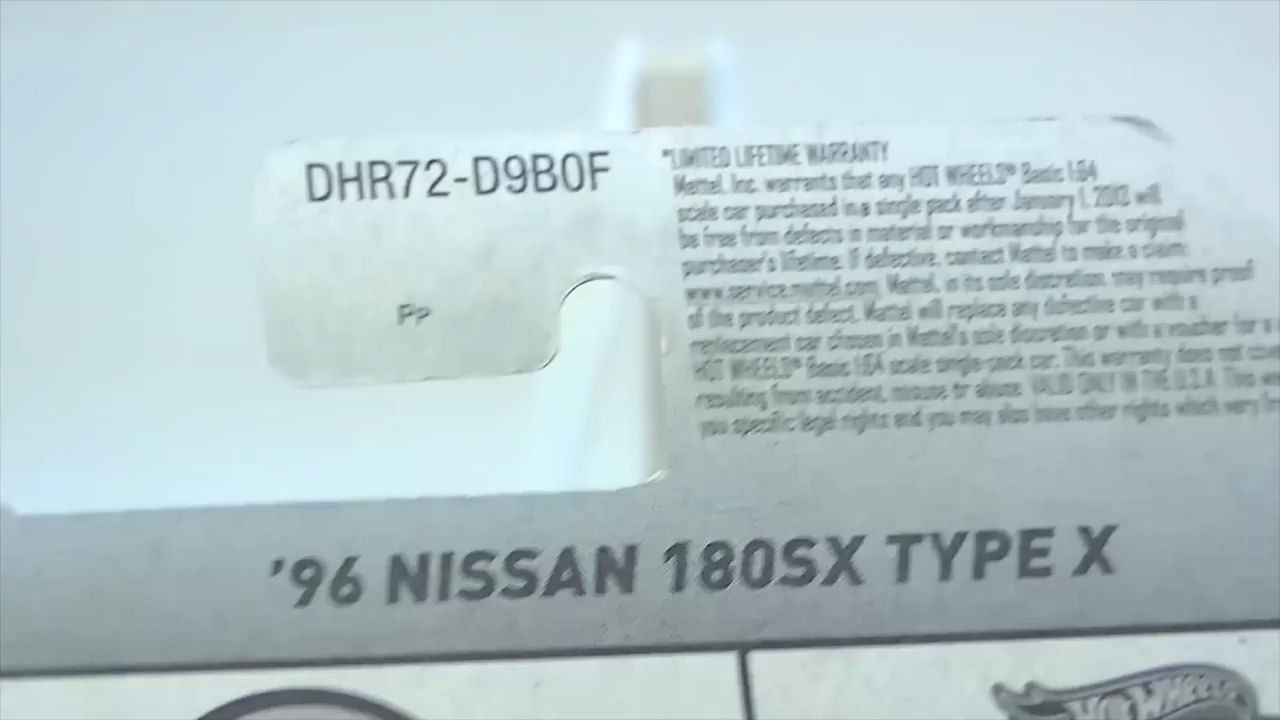 DHR72-D9B0F
PP
*LIMITED LIFETIME WARRANTY
Mattel, Inc. warrants that any HOT WHEELS® Basic 1:64
scale car purchased in a single pack after January 1, will
be free from defects in material or workmanship for the original
purchaser's lifetime. If defective, contact Mattel to make a claim:
www.service.mattel.com. Mattel, in its sole discretion, may require proof
of the product defect. Mattel will replace any defective car with a
replacement car chosen in Mattel's sole discretion or with a voucher for a
HOT WHEELS® Basic 1:64 scale single-pack car. This warranty does not
resulting from accident, misuse or abuse. VALID ONLY IN THE U.S.A. This
you specific legal rights and you may also have other rights which vary
'96 NISSAN 180SX TYPE X
HOT WHEELS